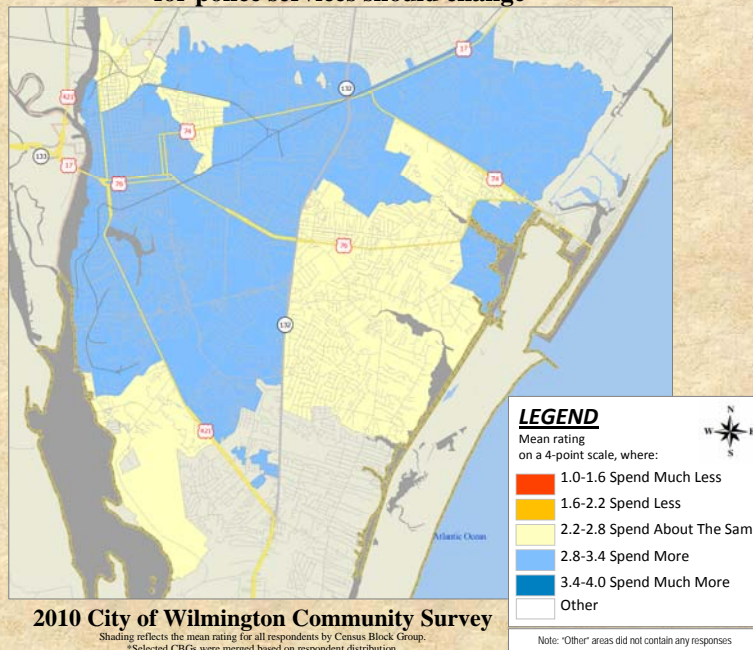 for police services should change
17
132
421
74
133
17
76
74
76
132
421
Atlantic Ocean
LEGEND
Mean rating
on a 4-point scale, where:
N
W E
S
1.0-1.6 Spend Much Less
1.6-2.2 Spend Less
2.2-2.8 Spend About The Sam
2.8-3.4 Spend More
3.4-4.0 Spend Much More
Other
Note: "Other" areas did not contain any responses
2010 City of Wilmington Community Survey
Shading reflects the mean rating for all respondents by Census Block Group.
*Selected CBGs were merged based on respondent distribution